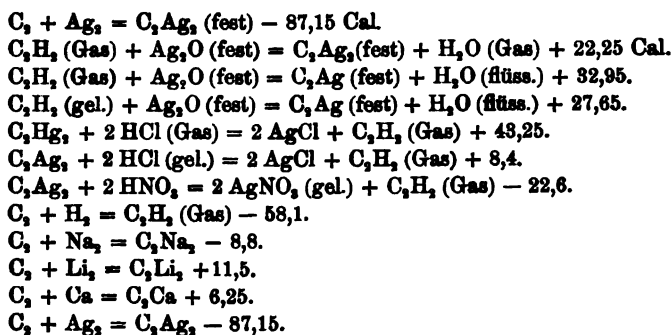 C₂ + Ag₂ = C₂Ag₂ (fest) − 87,15 Cal.
C₂H₂ (Gas) + Ag₂O (fest) = C₂Ag₂(fest) + H₂O (Gas) + 22,25 Cal.
C₂H₂ (Gas) + Ag₂O (fest) = C₂Ag (fest) + H₂O (flüss.) + 32,95.
C₂H₂ (gel.) + Ag₂O (fest) = C₂Ag (fest) + H₂O (flüss.) + 27,65.
C₂Hg₂ + 2 HCl (Gas) = 2 AgCl + C₂H₂ (Gas) + 43,25.
C₂Ag₂ + 2 HCl (gel.) = 2 AgCl + C₂H₂ (Gas) + 8,4.
C₂Ag₂ + 2 HNO₃ = 2 AgNO₃ (gel.) + C₂H₂ (Gas) − 22,6.
C₂ + H₂ = C₂H₂ (Gas) − 58,1.
C₂ + Na₂ = C₂Na₂ − 8,8.
C₂ + Li₂ = C₂Li₂ +11,5.
C₂ + Ca = C₂Ca + 6,25.
C₂ + Ag₂ = C₂Ag₂ − 87,15.